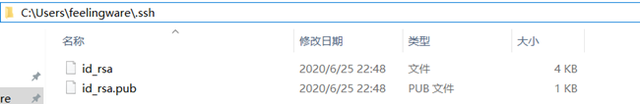 C:\Users\feelingware\.ssh
名称 修改日期 类型 大小
id_rsa 2020/6/25 22:48 文件 4 KB
id_rsa.pub 2020/6/25 22:48 PUB 文件 1 KB
re